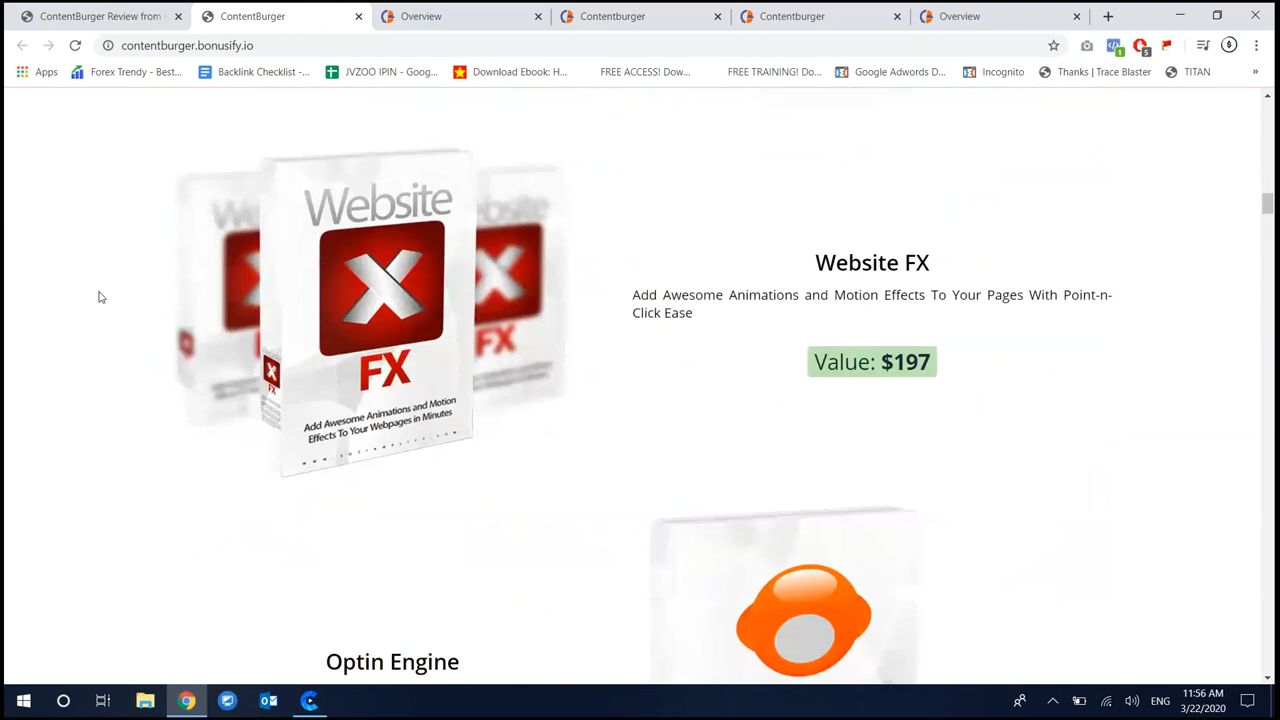 ContentBurger Review from
ContentBurger
Overview
Contentburger
Contentburger
Overview
contentburger.bonusify.io
1
5
Apps
Forex Trendy - Best...
Backlink Checklist -...
JVZOO IPIN - Goog...
Download Ebook: H...
FREE ACCESS! Dow...
FREE TRAINING! Do...
Google Adwords D...
Incognito
Thanks | Trace Blaster
TITAN
»
Website
X
FX
Add Awesome Animations and Motion
Effects To Your Webpages in Minutes
FX
Website FX
Add Awesome Animations and Motion Effects To Your Pages With Point-n-
Click Ease
Value: $197
Optin Engine
ENG
11:56 AM
3/22/2020